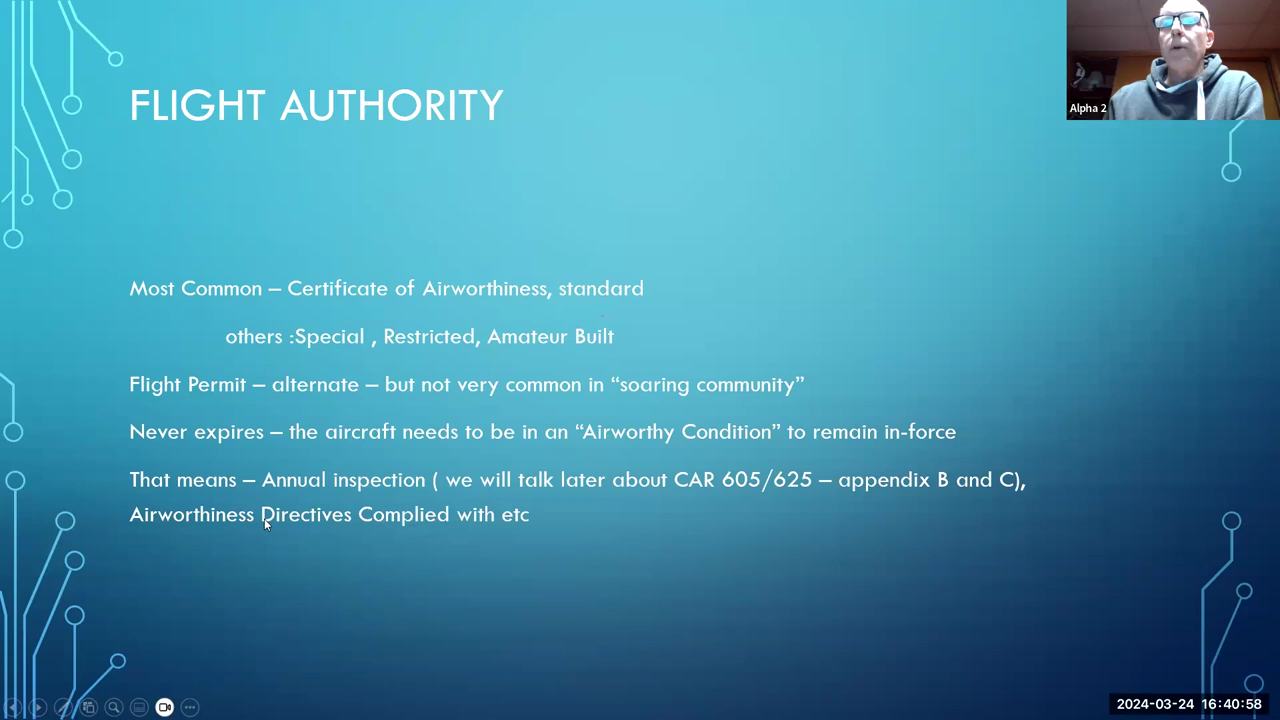 FLIGHT AUTHORITY
Alpha 2
Most Common – Certificate of Airworthiness, standard
others :Special , Restricted, Amateur Built
Flight Permit – alternate – but not very common in “soaring community”
Never expires – the aircraft needs to be in an “Airworthy Condition” to remain in-force
That means – Annual inspection ( we will talk later about CAR 605/625 – appendix B and C),
Airworthiness Directives Complied with etc
2024-03-24 16:40:58